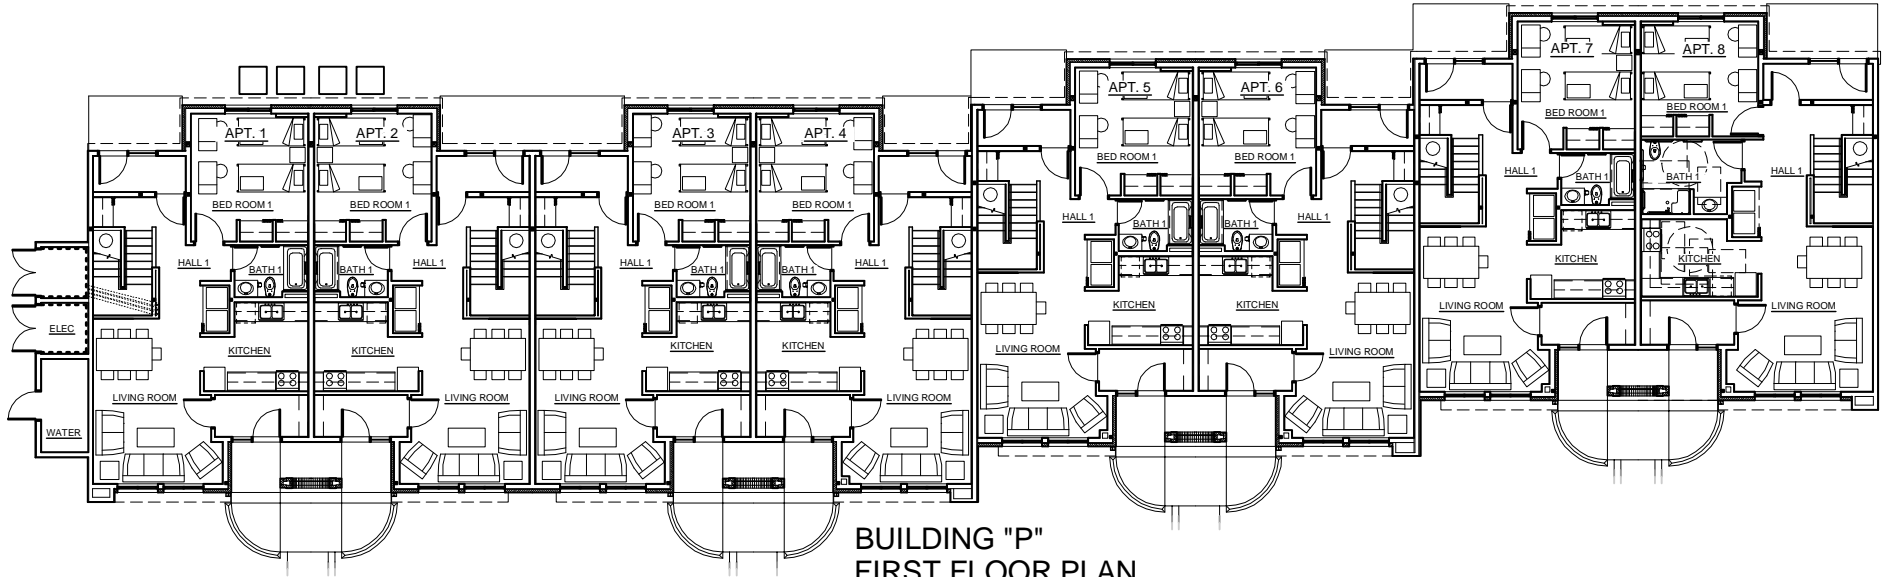 APT. 7
APT. 8
APT. 5
APT. 6
BED ROOM 1
BED ROOM 1
APT. 1
APT. 2
APT. 3
APT. 4
BED ROOM 1
BED ROOM 1
HALL 1
BATH 1
BATH 1
HALL 1
BED ROOM 1
BED ROOM 1
BED ROOM 1
BED ROOM 1
HALL 1
BATH 1
BATH 1
HALL 1
HALL 1
BATH 1
BATH 1
HALL 1
HALL 1
BATH 1
BATH 1
HALL 1
KITCHEN
KITCHEN
KITCHEN
KITCHEN
LIVING ROOM
LIVING ROOM
ELEC
KITCHEN
KITCHEN
KITCHEN
KITCHEN
LIVING ROOM
LIVING ROOM
LIVING ROOM
LIVING ROOM
LIVING ROOM
LIVING ROOM
WATER
BUILDING "P"
FIRST FLOOR PLAN